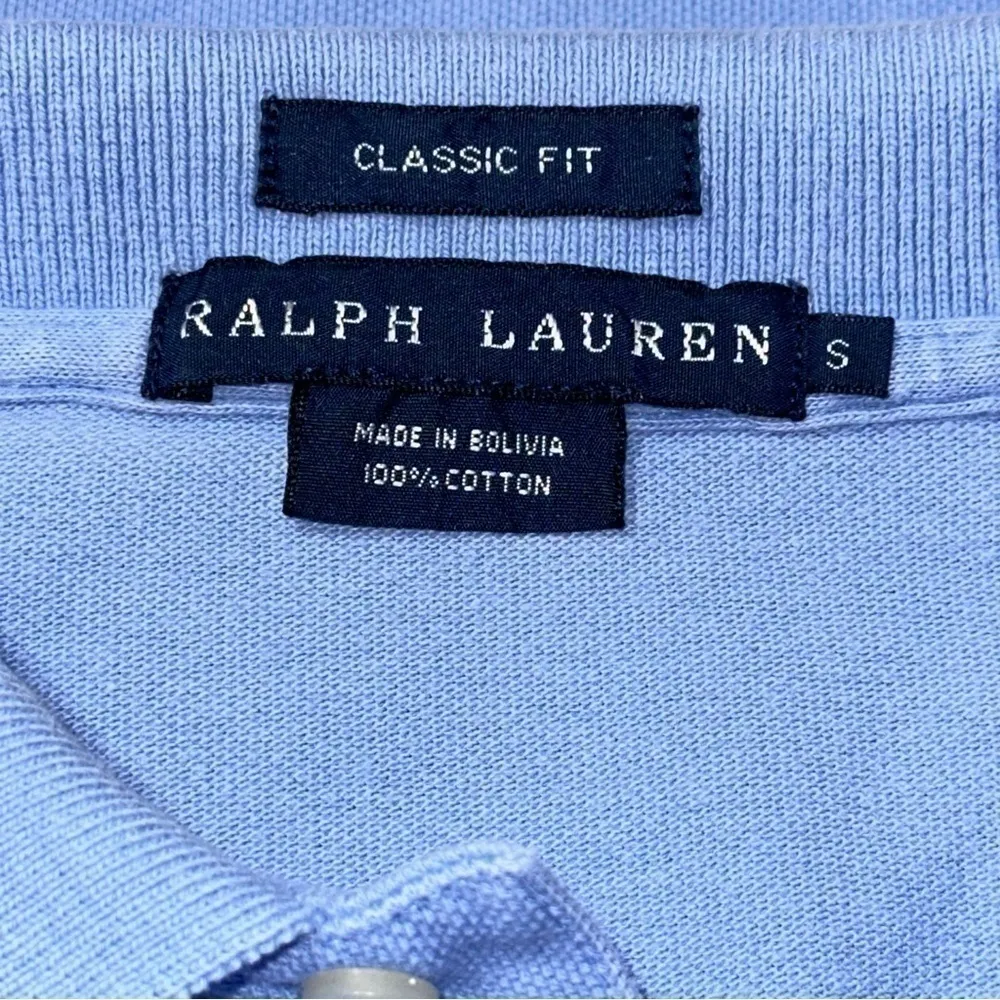 CLASSIC FIT
RALPH LAUREN S
MADE IN BOLIVIA
100% COTTON